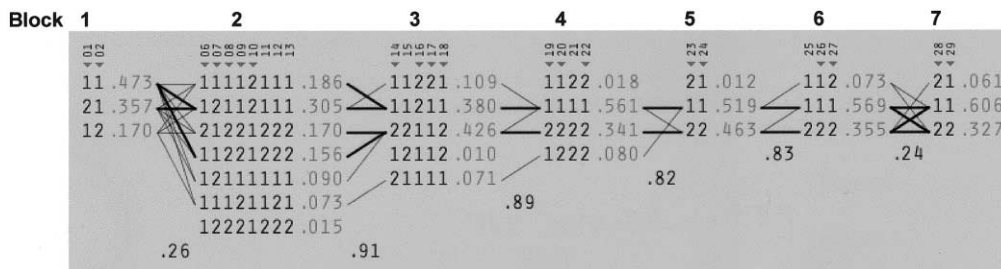 Block 1 2 3 4 5 6 7
01 02 06 07 08 09 10 11 12 13 14 15 16 17 18 19 20 21 22 23 24 25 26 27 28 29
11 .473 11112111 .186 11221 .109 1122 .018 21 .012 112 .073 21 .061
21 .357 12112111 .305 11211 .380 1111 .561 11 .519 111 .569 11 .606
12 .170 21221222 .170 22112 .426 2222 .341 22 .463 222 .355 22 .327
11221222 .156 12112 .010 1222 .080 .83 .24
12111111 .090 21111 .071 .82
11211121 .073 .89
12221222 .015
.26 .91